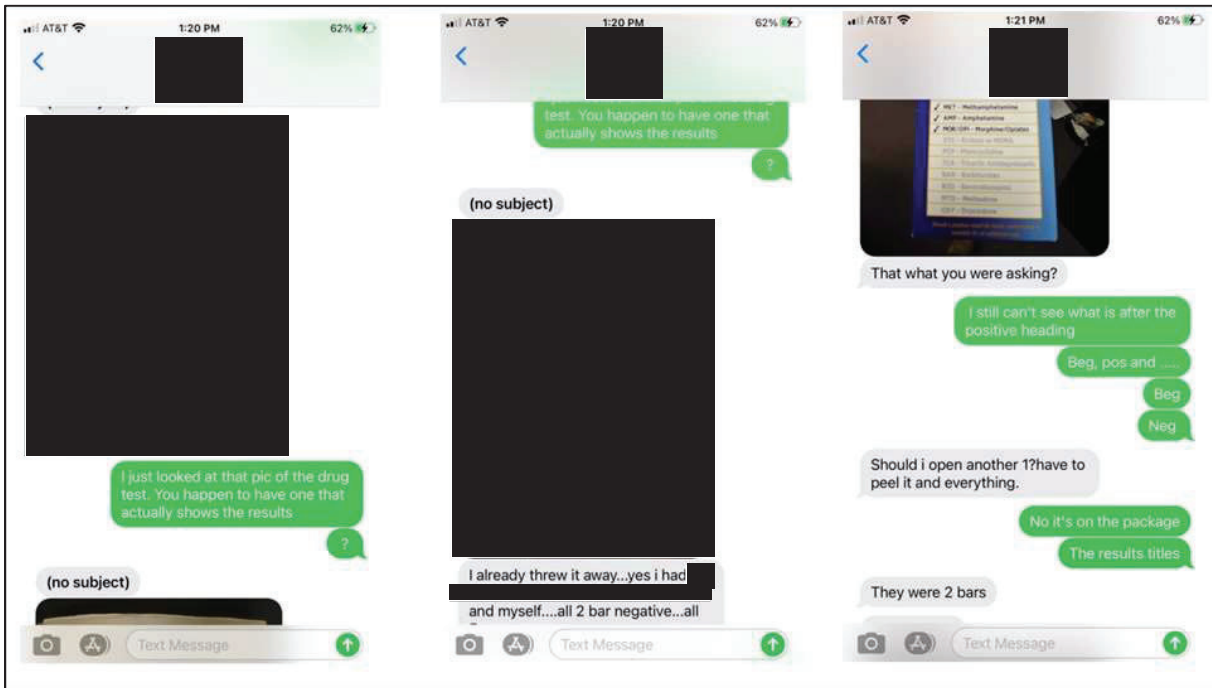 AT&T 1:20 PM 62%
I just looked at that pic of the drug
test. You happen to have one that
actually shows the results
?
(no subject)
Text Message
AT&T 1:20 PM 62%
test. You happen to have one that
actually shows the results
?
(no subject)
I already threw it away...yes i had
and myself....all 2 bar negative...all
Text Message
AT&T 1:21 PM 62%
MET - Methamphetamine
AMP - Amphetamine
MOR/OPI - Morphine/Opiates
That what you were asking?
I still can't see what is after the
positive heading
Beg, pos and .....
Beg
Neg
Should i open another 1?have to
peel it and everything.
No it's on the package
The results titles
They were 2 bars
Text Message